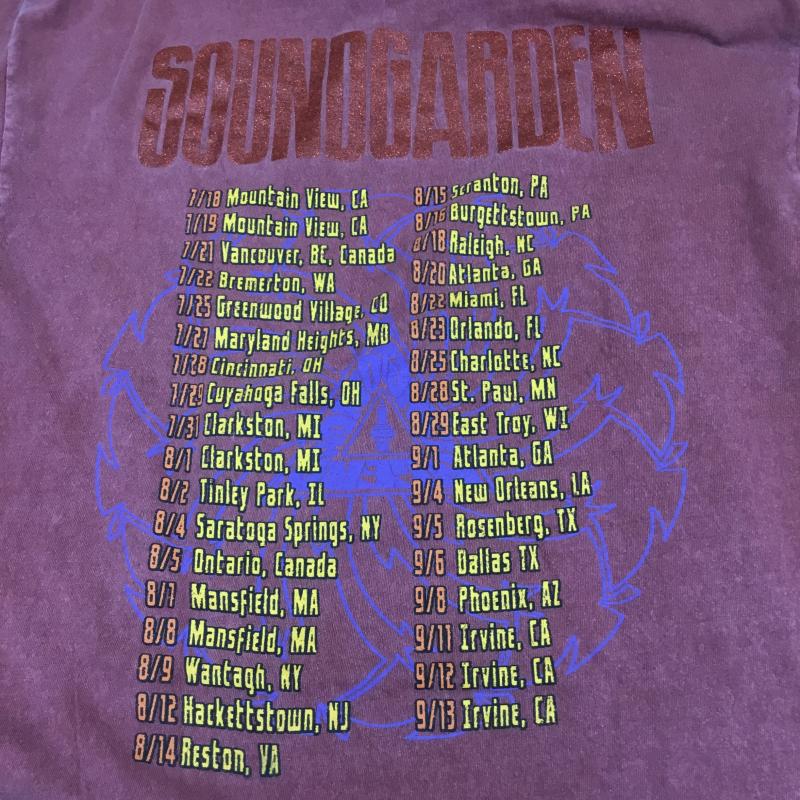 SOUNDGARDEN
7/18 Mountain View, CA
7/19 Mountain View, CA
7/21 Vancouver, BC, Canada
7/22 Bremerton, WA
7/25 Greenwood Village, CO
7/27 Maryland Heights, MO
7/28 Cincinnati, OH
7/29 Cuyahoga Falls, OH
7/31 Clarkston, MI
8/1 Clarkston, MI
8/2 Tinley Park, IL
8/4 Saratoga Springs, NY
8/5 Ontario, Canada
8/7 Mansfield, MA
8/8 Mansfield, MA
8/9 Wantagh, NY
8/12 Hackettstown, NJ
8/14 Reston, VA
8/15 Scranton, PA
8/16 Burgettstown, PA
8/18 Raleigh, NC
8/20 Atlanta, GA
8/22 Miami, FL
8/23 Orlando, FL
8/25 Charlotte, NC
8/28 St. Paul, MN
8/29 East Troy, WI
9/1 Atlanta, GA
9/4 New Orleans, LA
9/5 Rosenberg, TX
9/6 Dallas TX
9/8 Phoenix, AZ
9/11 Irvine, CA
9/12 Irvine, CA
9/13 Irvine, CA